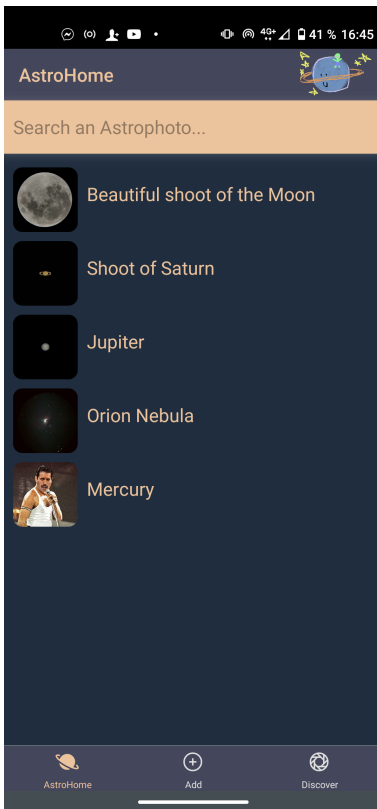 41 % 16:45
4G+
AstroHome
Search an Astrophoto...
Beautiful shoot of the Moon
Shoot of Saturn
Jupiter
Orion Nebula
Mercury
AstroHome
Add
Discover